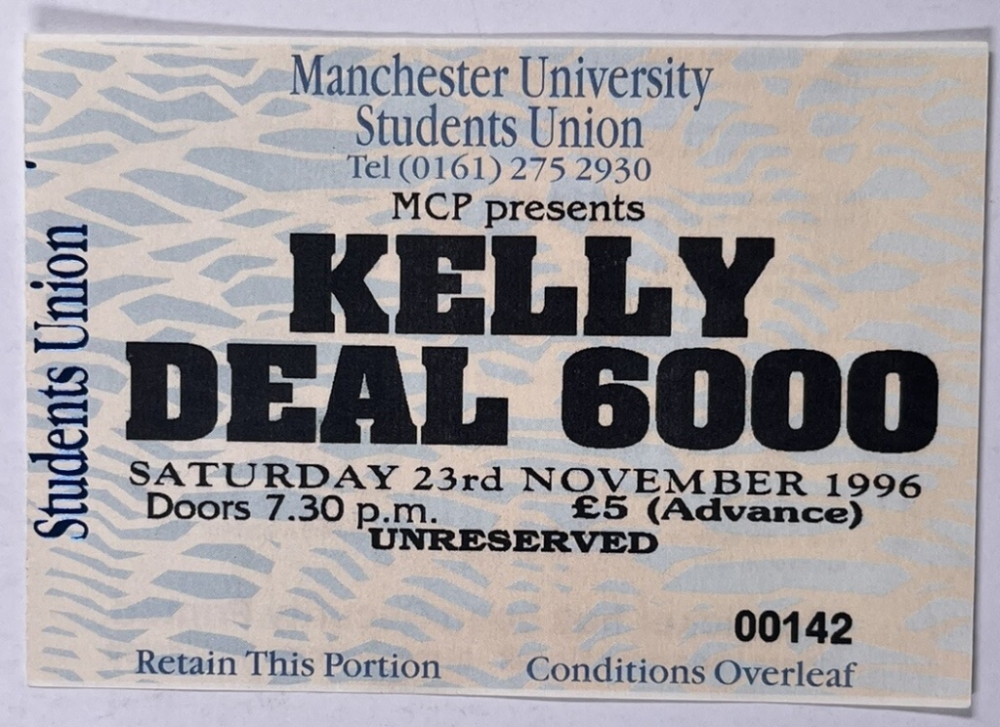 Manchester University
Students Union
Tel (0161) 275 2930
MCP presents
KELLY
DEAL 6000
SATURDAY 23rd NOVEMBER 1996
Doors 7.30 p.m. £5 (Advance)
UNRESERVED
00142
Retain This Portion Conditions Overleaf
Students Union